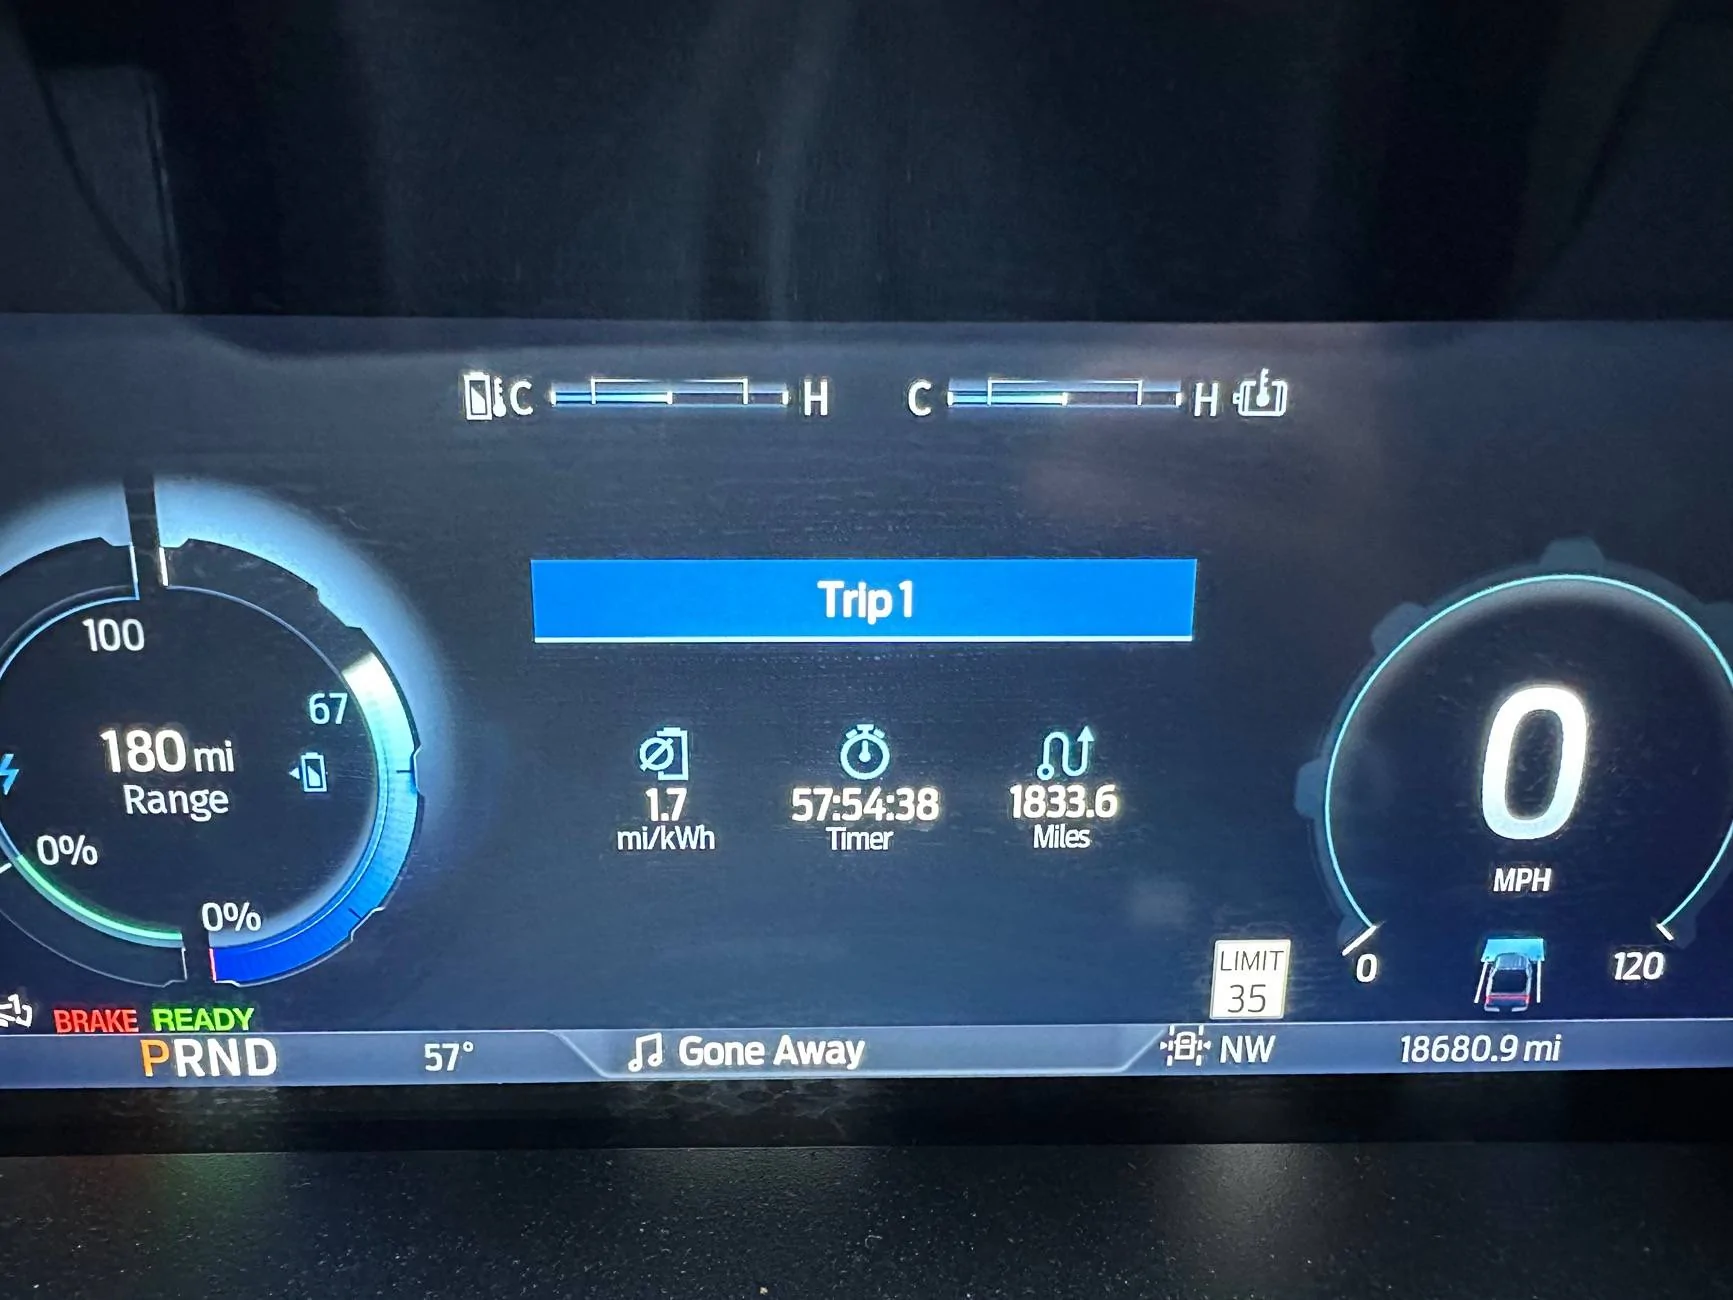 C H
C H
Trip 1
100
67
180 mi
Range
1.7
mi/kWh
57:54:38
Timer
1833.6
Miles
0
MPH
0%
0%
LIMIT
35
0
120
BRAKE READY
PRND
57°
Gone Away
NW
18680.9 mi